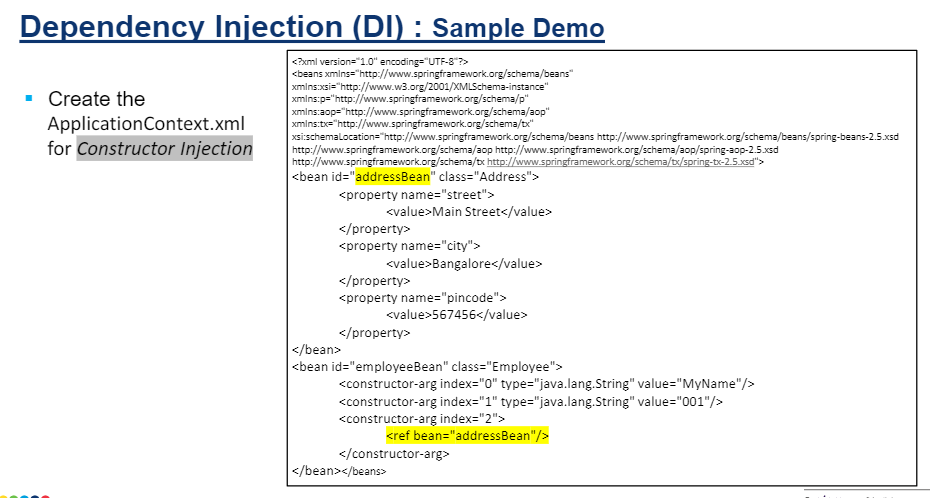 Dependency Injection (DI) : Sample Demo
Create the
ApplicationContext.xml
for Constructor Injection
<?xml version="1.0" encoding="UTF-8"?>
<beans xmlns="http://www.springframework.org/schema/beans"
xmlns:xsi="http://www.w3.org/2001/XMLSchema-instance"
xmlns:p="http://www.springframework.org/schema/p"
xmlns:aop="http://www.springframework.org/schema/aop"
xmlns:tx="http://www.springframework.org/schema/tx"
xsi:schemaLocation="http://www.springframework.org/schema/beans http://www.springframework.org/schema/beans/spring-beans-2.5.xsd
http://www.springframework.org/schema/aop http://www.springframework.org/schema/aop/spring-aop-2.5.xsd
http://www.springframework.org/schema/tx http://www.springframework.org/schema/tx/spring-tx-2.5.xsd">
<bean id="addressBean" class="Address">
<property name="street">
<value>Main Street</value>
</property>
<property name="city">
<value>Bangalore</value>
</property>
<property name="pincode">
<value>567456</value>
</property>
</bean>
<bean id="employeeBean" class="Employee">
<constructor-arg index="0" type="java.lang.String" value="MyName"/>
<constructor-arg index="1" type="java.lang.String" value="001"/>
<constructor-arg index="2">
<ref bean="addressBean"/>
</constructor-arg>
</bean></beans>